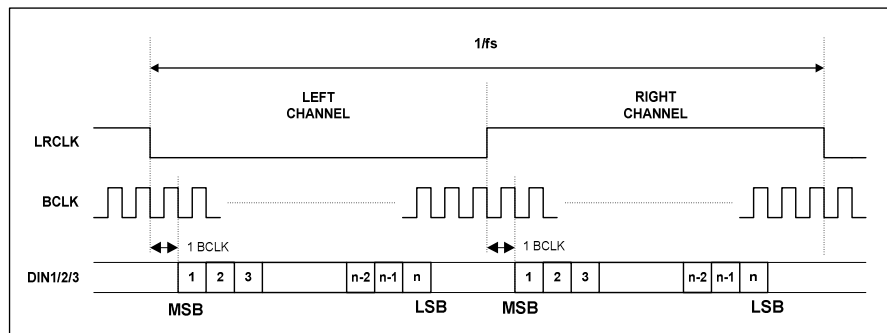 1/fs
LEFT
CHANNEL
RIGHT
CHANNEL
LRCLK
BCLK
1 BCLK
1 BCLK
DIN1/2/3
1 2 3 n-2 n-1 n 1 2 3 n-2 n-1 n
MSB LSB MSB LSB